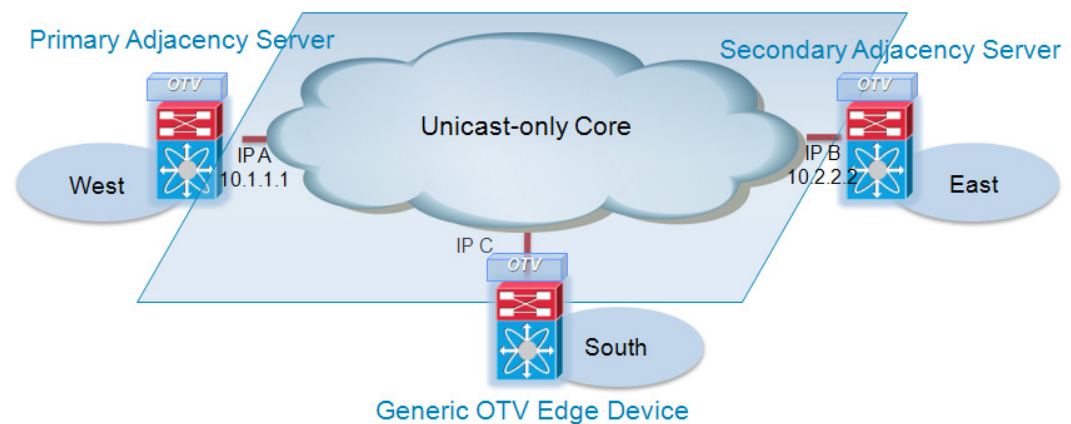 Primary Adjacency Server
Secondary Adjacency Server
OTV
OTV
Unicast-only Core
IP A
10.1.1.1
IP B
10.2.2.2
West
East
IP C
OTV
South
Generic OTV Edge Device